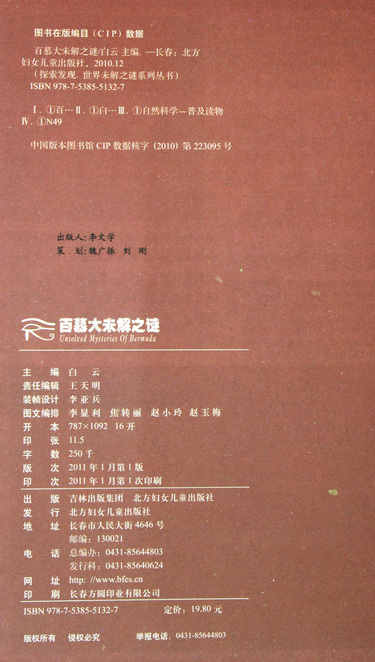 图书在版编目(CIP)数据
百慕大未解之谜/白云 主编. —长春：北方
妇女儿童出版社，2010.12
（探索发现. 世界未解之谜系列丛书）
ISBN 978-7-5385-5132-7
Ⅰ. ①百… Ⅱ. ①白… Ⅲ. ①自然科学－普及读物
Ⅳ. ①N49
中国版本图书馆 CIP 数据核字 (2010) 第 223095 号
出版人: 李文学
策 划: 魏广振 刘 刚
百慕大未解之谜
Unsolved Mysteries Of Bermuda
主 编 白 云
责任编辑 王天明
装帧设计 李亚兵
图文编排 李显利 焦转丽 赵小玲 赵玉梅
开 本 787×1092 16开
印 张 11.5
字 数 250千
版 次 2011年1月第1版
印 次 2011年1月第1次印刷
出 版 吉林出版集团 北方妇女儿童出版社
发 行 北方妇女儿童出版社
地 址 长春市人民大街4646号
邮编: 130021
电 话 总编办: 0431-85644803
发行科: 0431-85640624
网 址 http: //www.bfes.cn
印 刷 长春方圆印业有限公司
ISBN 978-7-5385-5132-7 定价: 19.80 元
版权所有 侵权必究 举报电话: 0431-85644803